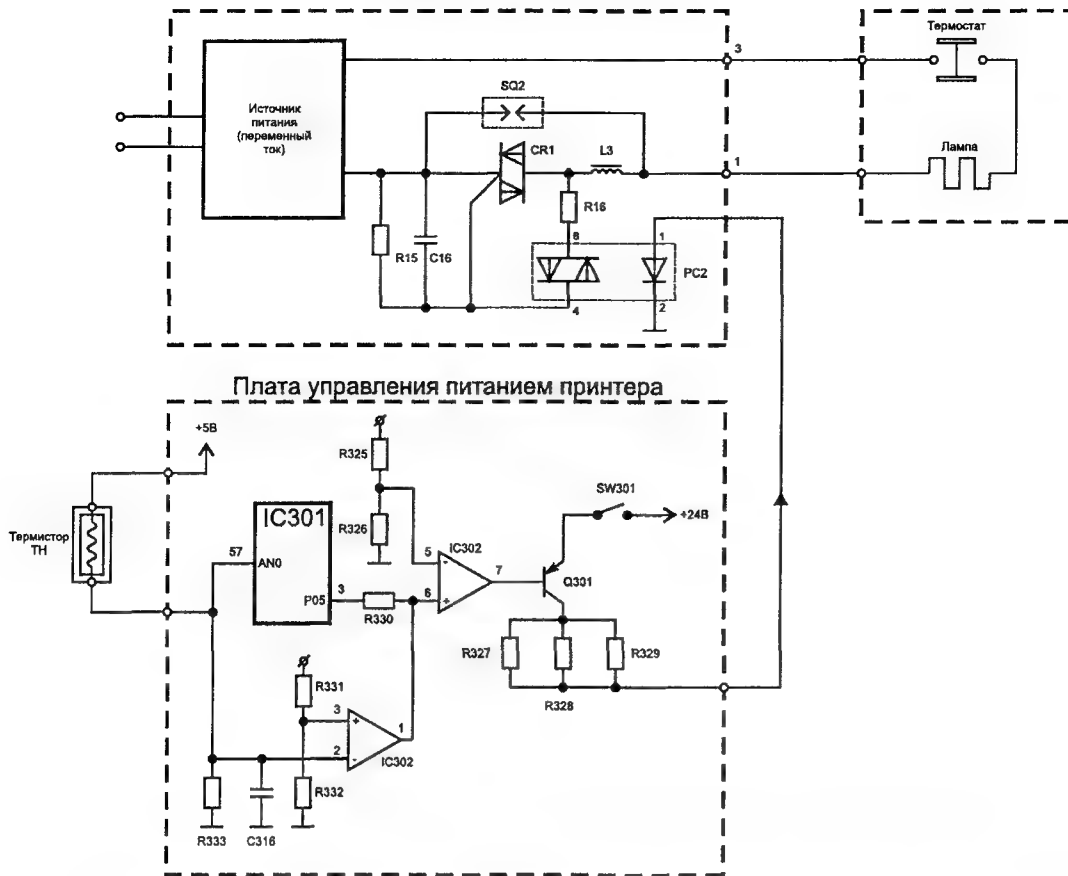 Термостат
3
SQ2
Источник
питания
(переменный
ток)
CR1
L3
1
Лампа
R16
R15
C16
6
1
PC2
4
2
Плата управления питанием принтера
+5В
R325
SW301
IC301
+24В
Термистор
TH
R326
57
AN0
5
IC302
-
7
Q301
3
P05
6
+
R330
R327
R329
R331
R328
3
+
1
2
-
IC302
R332
R333
C316